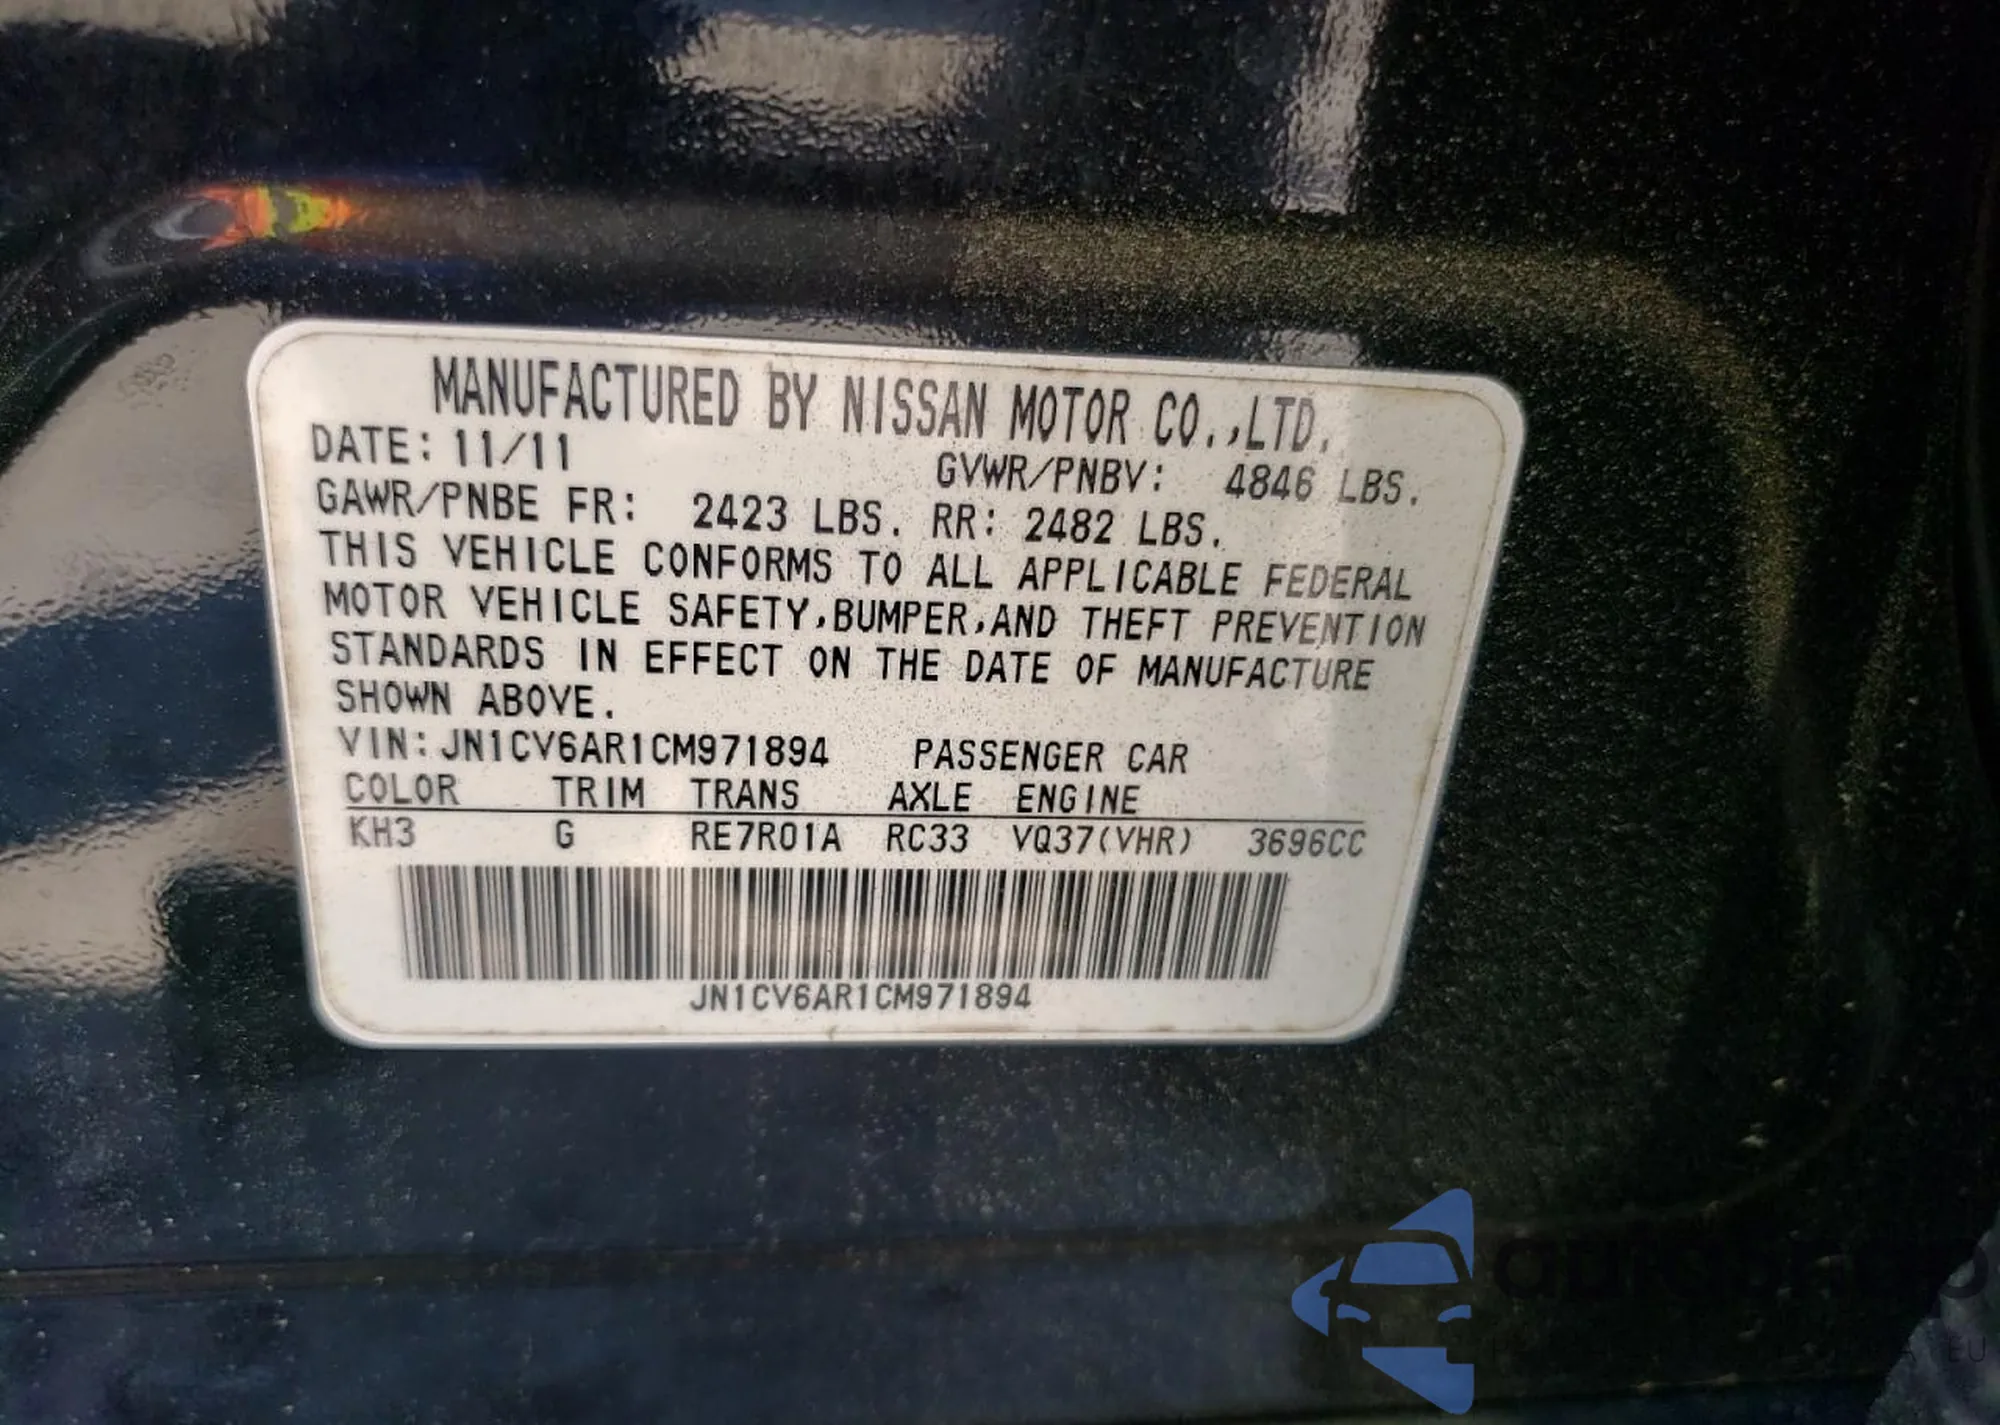 MANUFACTURED BY NISSAN MOTOR CO.,LTD.
DATE: 11/11 GVWR/PNBV: 4846 LBS.
GAWR/PNBE FR: 2423 LBS. RR: 2482 LBS.
THIS VEHICLE CONFORMS TO ALL APPLICABLE FEDERAL
MOTOR VEHICLE SAFETY,BUMPER,AND THEFT PREVENTION
STANDARDS IN EFFECT ON THE DATE OF MANUFACTURE
SHOWN ABOVE.
VIN: JN1CV6AR1CM971894 PASSENGER CAR
COLOR TRIM TRANS AXLE ENGINE
KH3 G RE7R01A RC33 VQ37(VHR) 3696CC
JN1CV6AR1CM971894